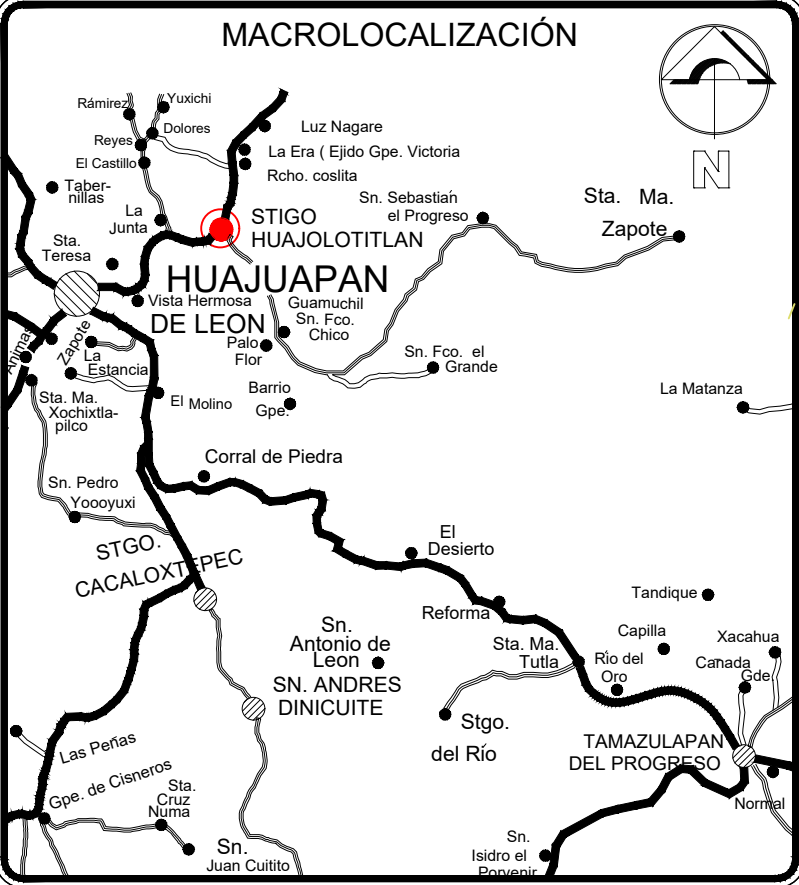 MACROLOCALIZACIÓN
N
Rámirez
Yuxichi
Reyes
Dolores
El Castillo
Luz Nagare
La Era ( Ejido Gpe. Victoria
Rcho. coslita
Taber-
nillas
La
Junta
Sta.
Teresa
STIGO
HUAJOLOTITLAN
Sn. Sebastián
el Progreso
Sta. Ma.
Zapote
HUAJUAPAN
DE LEON
Vista Hermosa
Guamuchil
Sn. Fco.
Chico
Palo
Flor
Animas
Zapote
La
Estancia
Sn. Fco. el
Grande
Sta. Ma.
Xochixtla-
pilco
El Molino
Barrio
Gpe.
La Matanza
Corral de Piedra
Sn. Pedro
Yoooyuxi
STGO.
CACALOXTEPEC
El
Desierto
Reforma
Tandique
Sn.
Antonio de
Leon
SN. ANDRES
DINICUITE
Sta. Ma.
Tutla
Capilla
Río del
Oro
Xacahua
Cañada
Gde.
Stgo.
del Río
TAMAZULAPAN
DEL PROGRESO
Normal
Las Peñas
Gpe. de Cisneros
Sta.
Cruz
Numa
Sn.
Juan Cuitito
Sn.
Isidro el
Porvenir